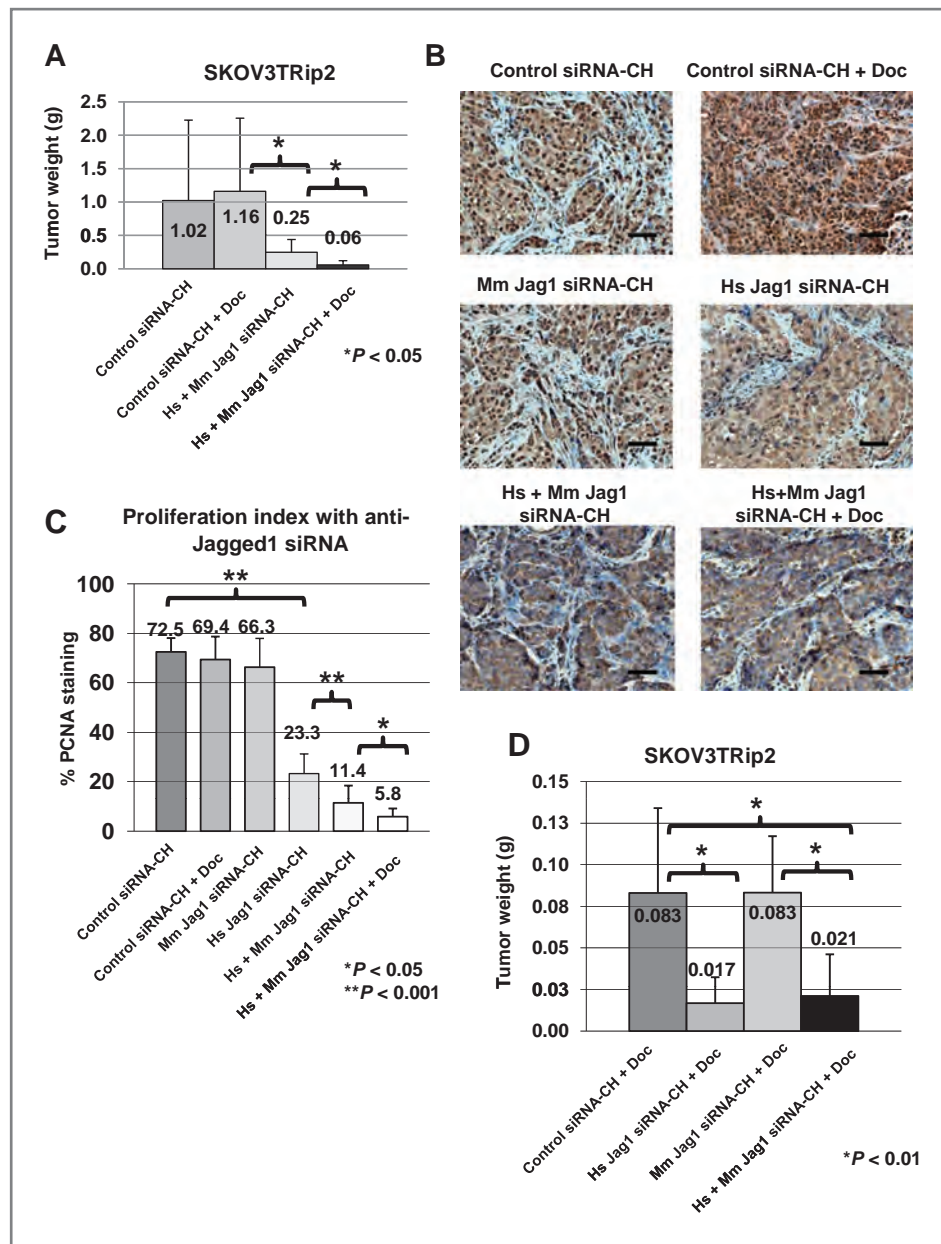 A
SKOV3TRip2
Tumor weight (g)
2.5
2.0
1.5
1.0
0.5
0.0
1.02
1.16
0.25
0.06
*
*
Control siRNA-CH
Control siRNA-CH + Doc
Hs + Mm Jag1 siRNA-CH
Hs + Mm Jag1 siRNA-CH + Doc
*P < 0.05
B
Control siRNA-CH
Control siRNA-CH + Doc
Mm Jag1 siRNA-CH
Hs Jag1 siRNA-CH
Hs + Mm Jag1
siRNA-CH
Hs+Mm Jag1
siRNA-CH + Doc
C
Proliferation index with anti-
Jagged1 siRNA
% PCNA staining
100
80
60
40
20
0
72.5
69.4
66.3
23.3
11.4
5.8
**
**
*
Control siRNA-CH
Control siRNA-CH + Doc
Mm Jag1 siRNA-CH
Hs Jag1 siRNA-CH
Hs + Mm Jag1 siRNA-CH
Hs + Mm Jag1 siRNA-CH + Doc
*P < 0.05
**P < 0.001
D
SKOV3TRip2
Tumor weight (g)
0.15
0.13
0.10
0.08
0.05
0.03
0.00
0.083
0.017
0.083
0.021
*
*
*
Control siRNA-CH + Doc
Hs Jag1 siRNA-CH + Doc
Mm Jag1 siRNA-CH + Doc
Hs + Mm Jag1 siRNA-CH + Doc
*P < 0.01